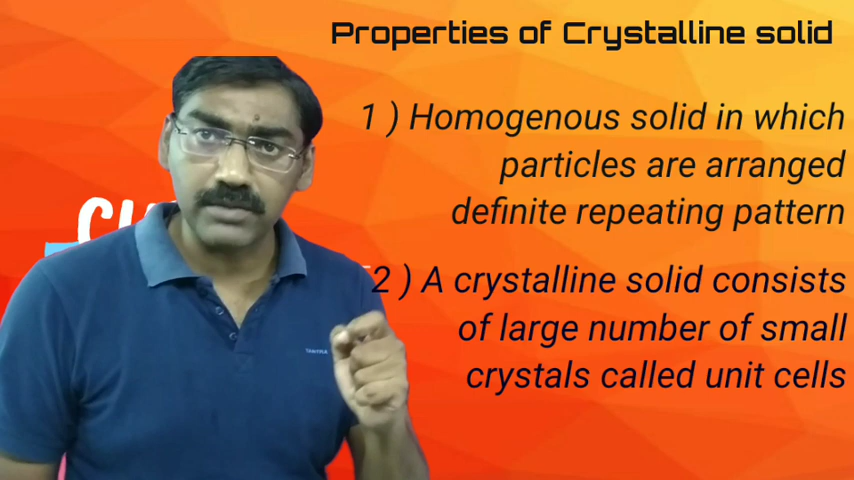 Properties of Crystalline solid
1 ) Homogenous solid in which
particles are arranged
definite repeating pattern
2 ) A crystalline solid consists
of large number of small
crystals called unit cells